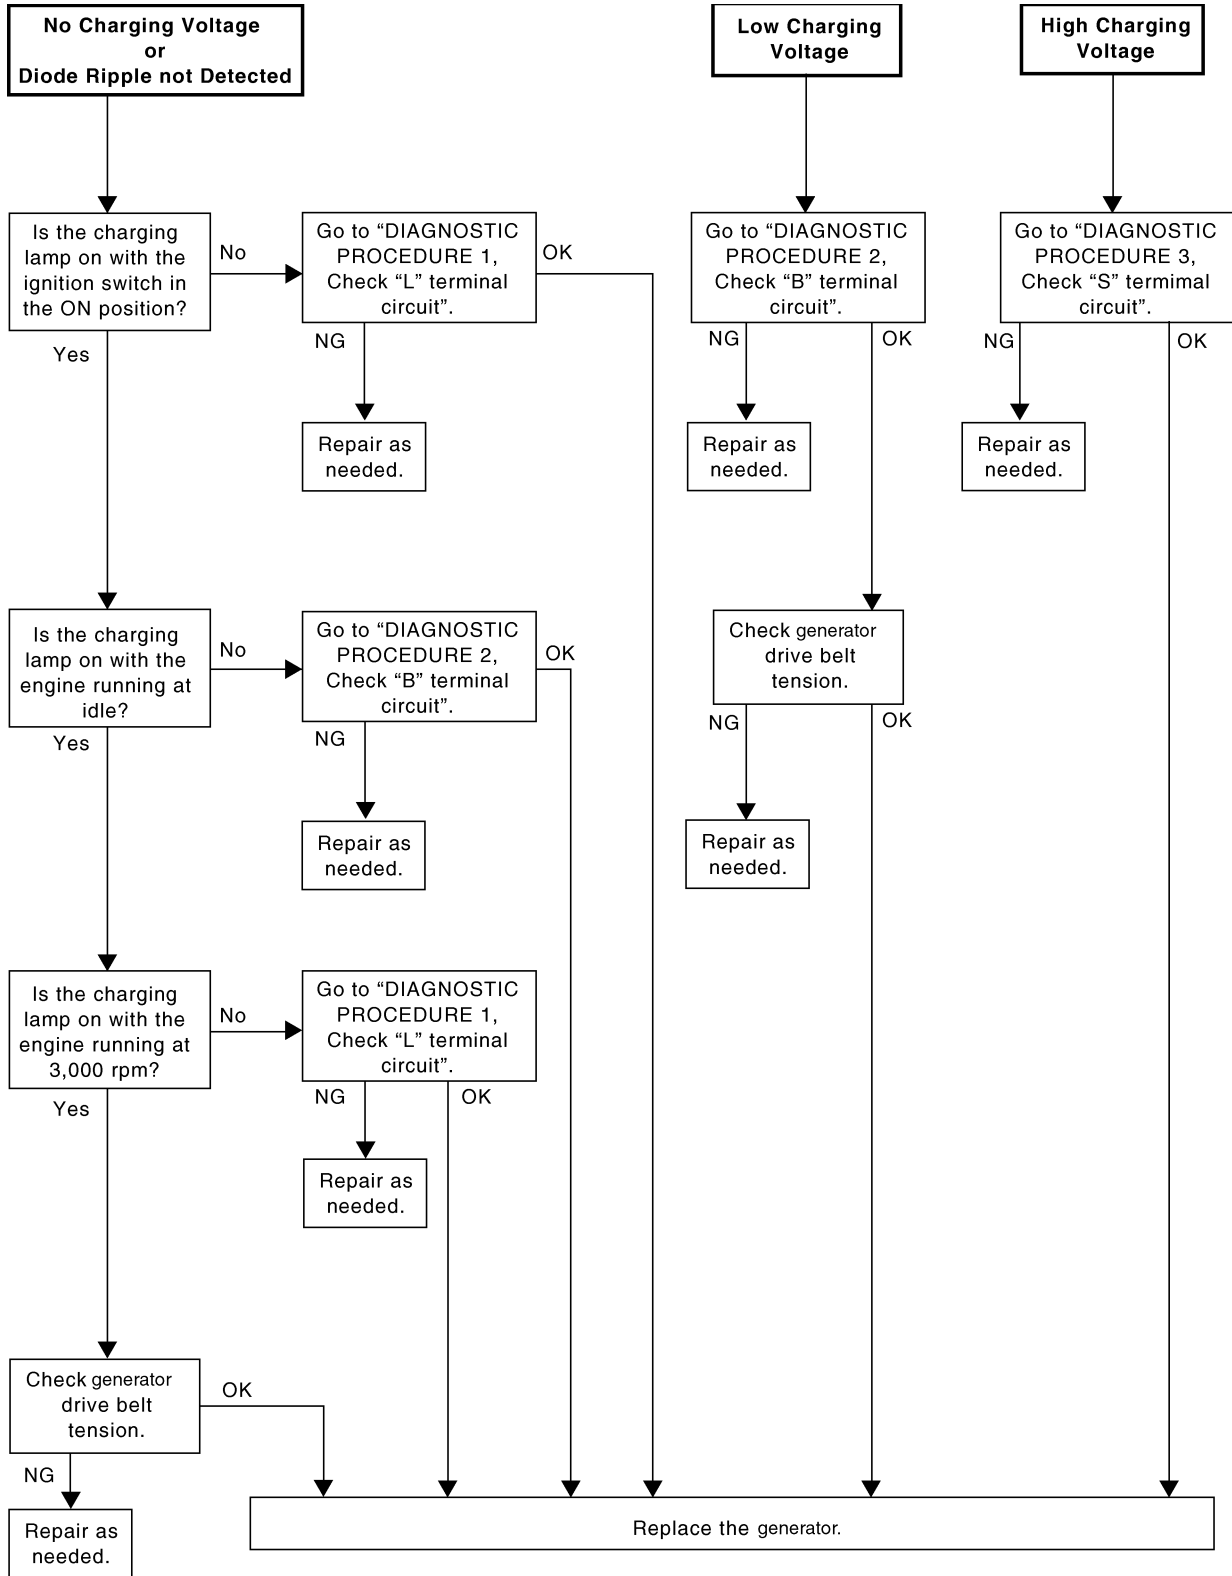 No Charging Voltage
or
Diode Ripple not Detected
Low Charging
Voltage
High Charging
Voltage
Is the charging
lamp on with the
ignition switch in
the ON position?
No
Yes
Go to “DIAGNOSTIC
PROCEDURE 1,
Check “L” terminal
circuit”.
OK
NG
Repair as
needed.
Go to “DIAGNOSTIC
PROCEDURE 2,
Check “B” terminal
circuit”.
NG
OK
Repair as
needed.
Go to “DIAGNOSTIC
PROCEDURE 3,
Check “S” termimal
circuit”.
NG
OK
Repair as
needed.
Is the charging
lamp on with the
engine running at
idle?
No
Yes
Go to “DIAGNOSTIC
PROCEDURE 2,
Check “B” terminal
circuit”.
OK
NG
Repair as
needed.
Check generator
drive belt
tension.
NG
OK
Repair as
needed.
Is the charging
lamp on with the
engine running at
3,000 rpm?
No
Yes
Go to “DIAGNOSTIC
PROCEDURE 1,
Check “L” terminal
circuit”.
NG
OK
Repair as
needed.
Check generator
drive belt
tension.
OK
NG
Repair as
needed.
Replace the generator.